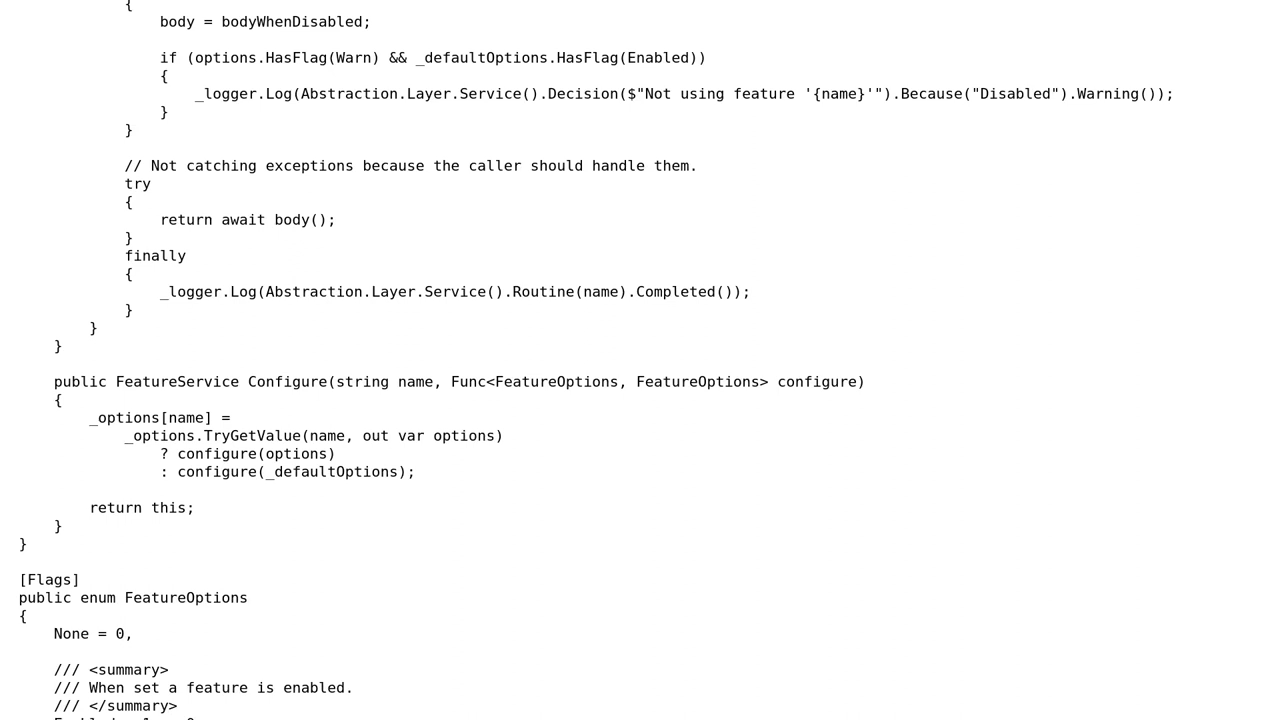 {
body = bodyWhenDisabled;
if (options.HasFlag(Warn) && _defaultOptions.HasFlag(Enabled))
{
_logger.Log(Abstraction.Layer.Service().Decision($"Not using feature '{name}'").Because("Disabled").Warning());
}
}
// Not catching exceptions because the caller should handle them.
try
{
return await body();
}
finally
{
_logger.Log(Abstraction.Layer.Service().Routine(name).Completed());
}
}
}
public FeatureService Configure(string name, Func<FeatureOptions, FeatureOptions> configure)
{
_options[name] =
_options.TryGetValue(name, out var options)
? configure(options)
: configure(_defaultOptions);
return this;
}
}
[Flags]
public enum FeatureOptions
{
None = 0,
/// <summary>
/// When set a feature is enabled.
/// </summary>